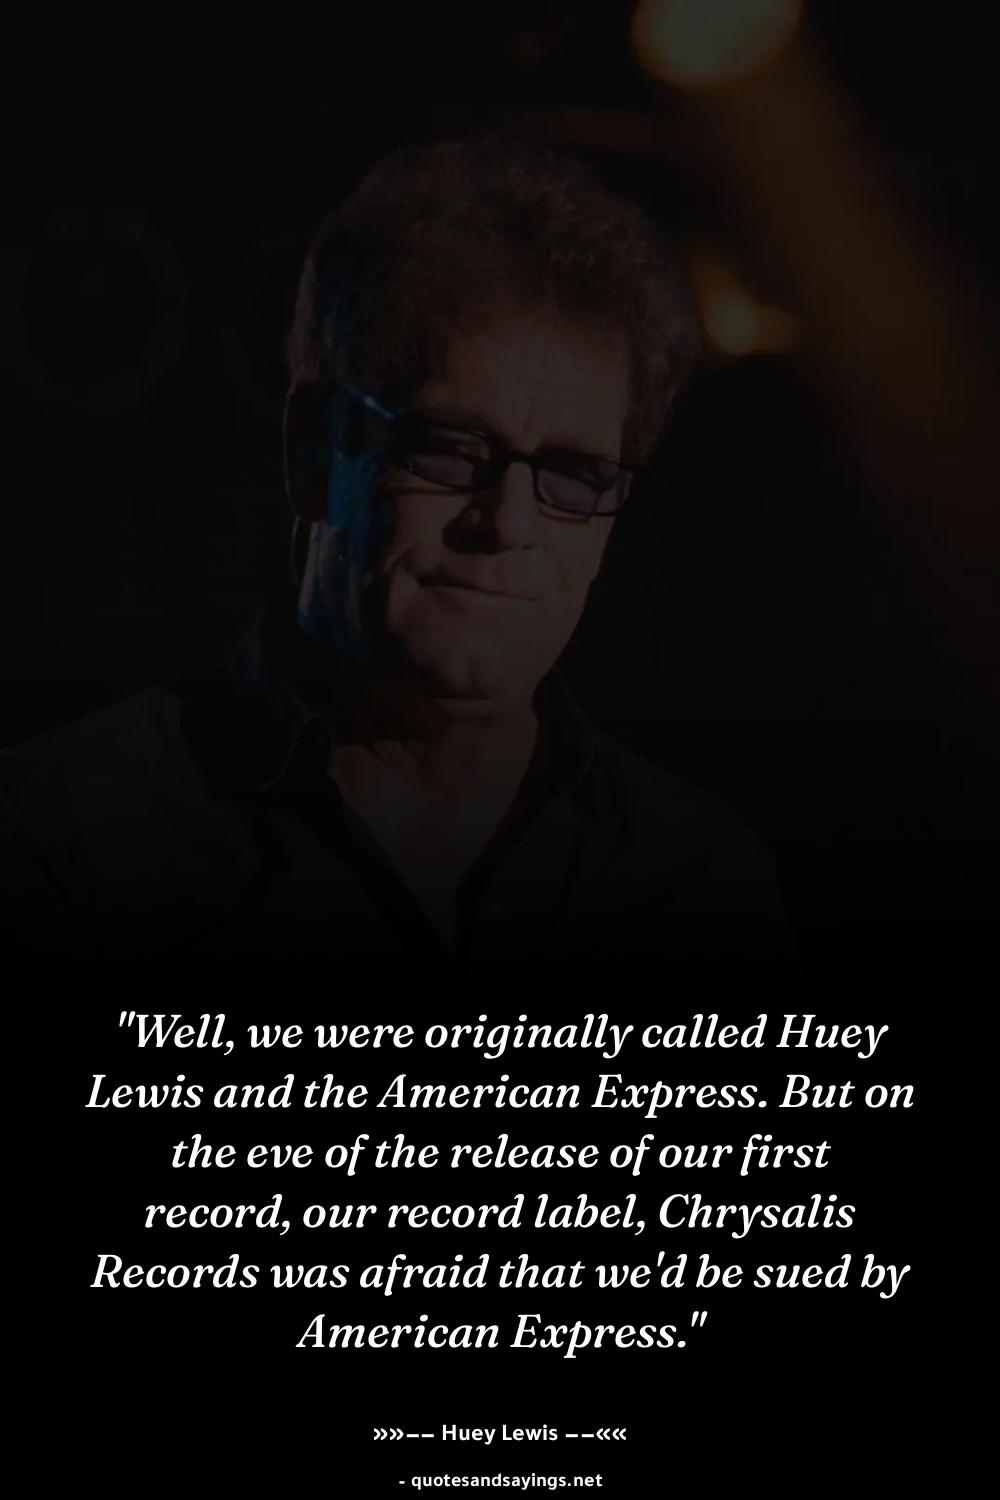 "Well, we were originally called Huey
Lewis and the American Express. But on
the eve of the release of our first
record, our record label, Chrysalis
Records was afraid that we'd be sued by
American Express."
»»−− Huey Lewis −−««
- quotesandsayings.net